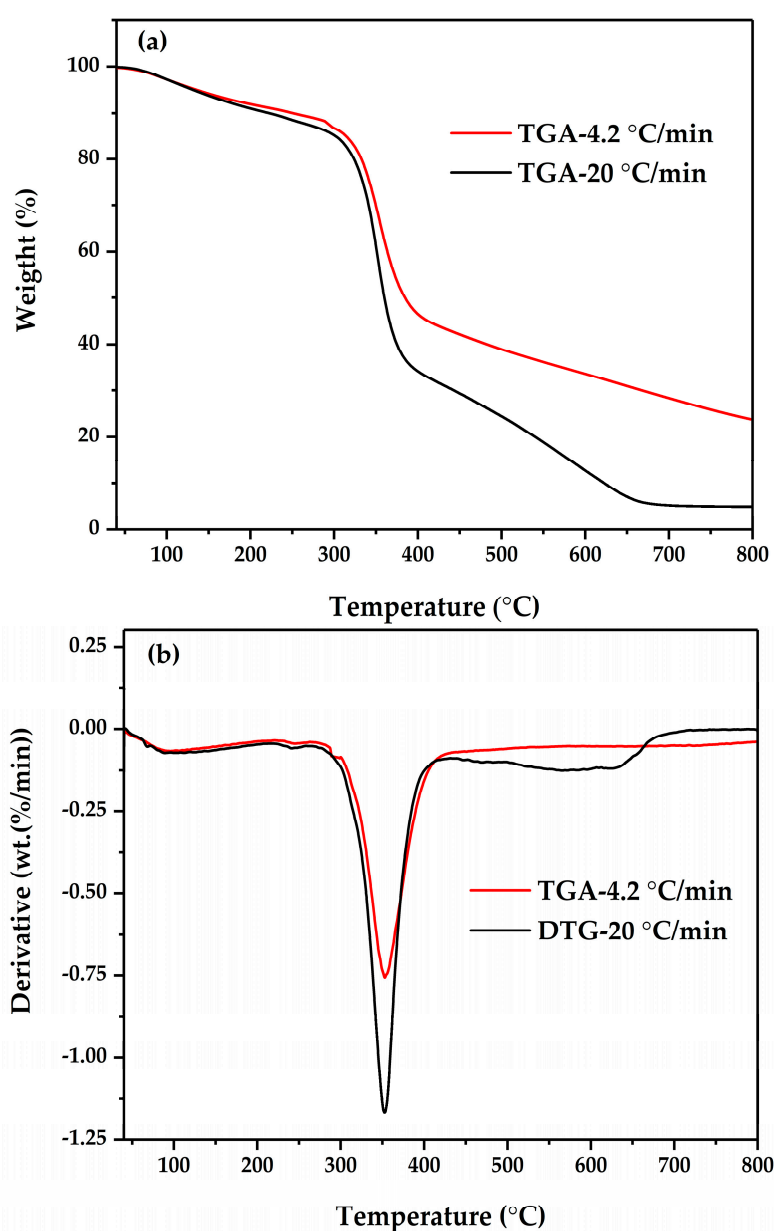 (a)
100
80
60
40
20
0
TGA-4.2 °C/min
TGA-20 °C/min
Weigtht (%)
100 200 300 400 500 600 700 800
Temperature (°C)
(b)
0.25
0.00
-0.25
-0.50
-0.75
-1.00
-1.25
TGA-4.2 °C/min
DTG-20 °C/min
Derivative (wt.(%/min))
100 200 300 400 500 600 700 800
Temperature (°C)